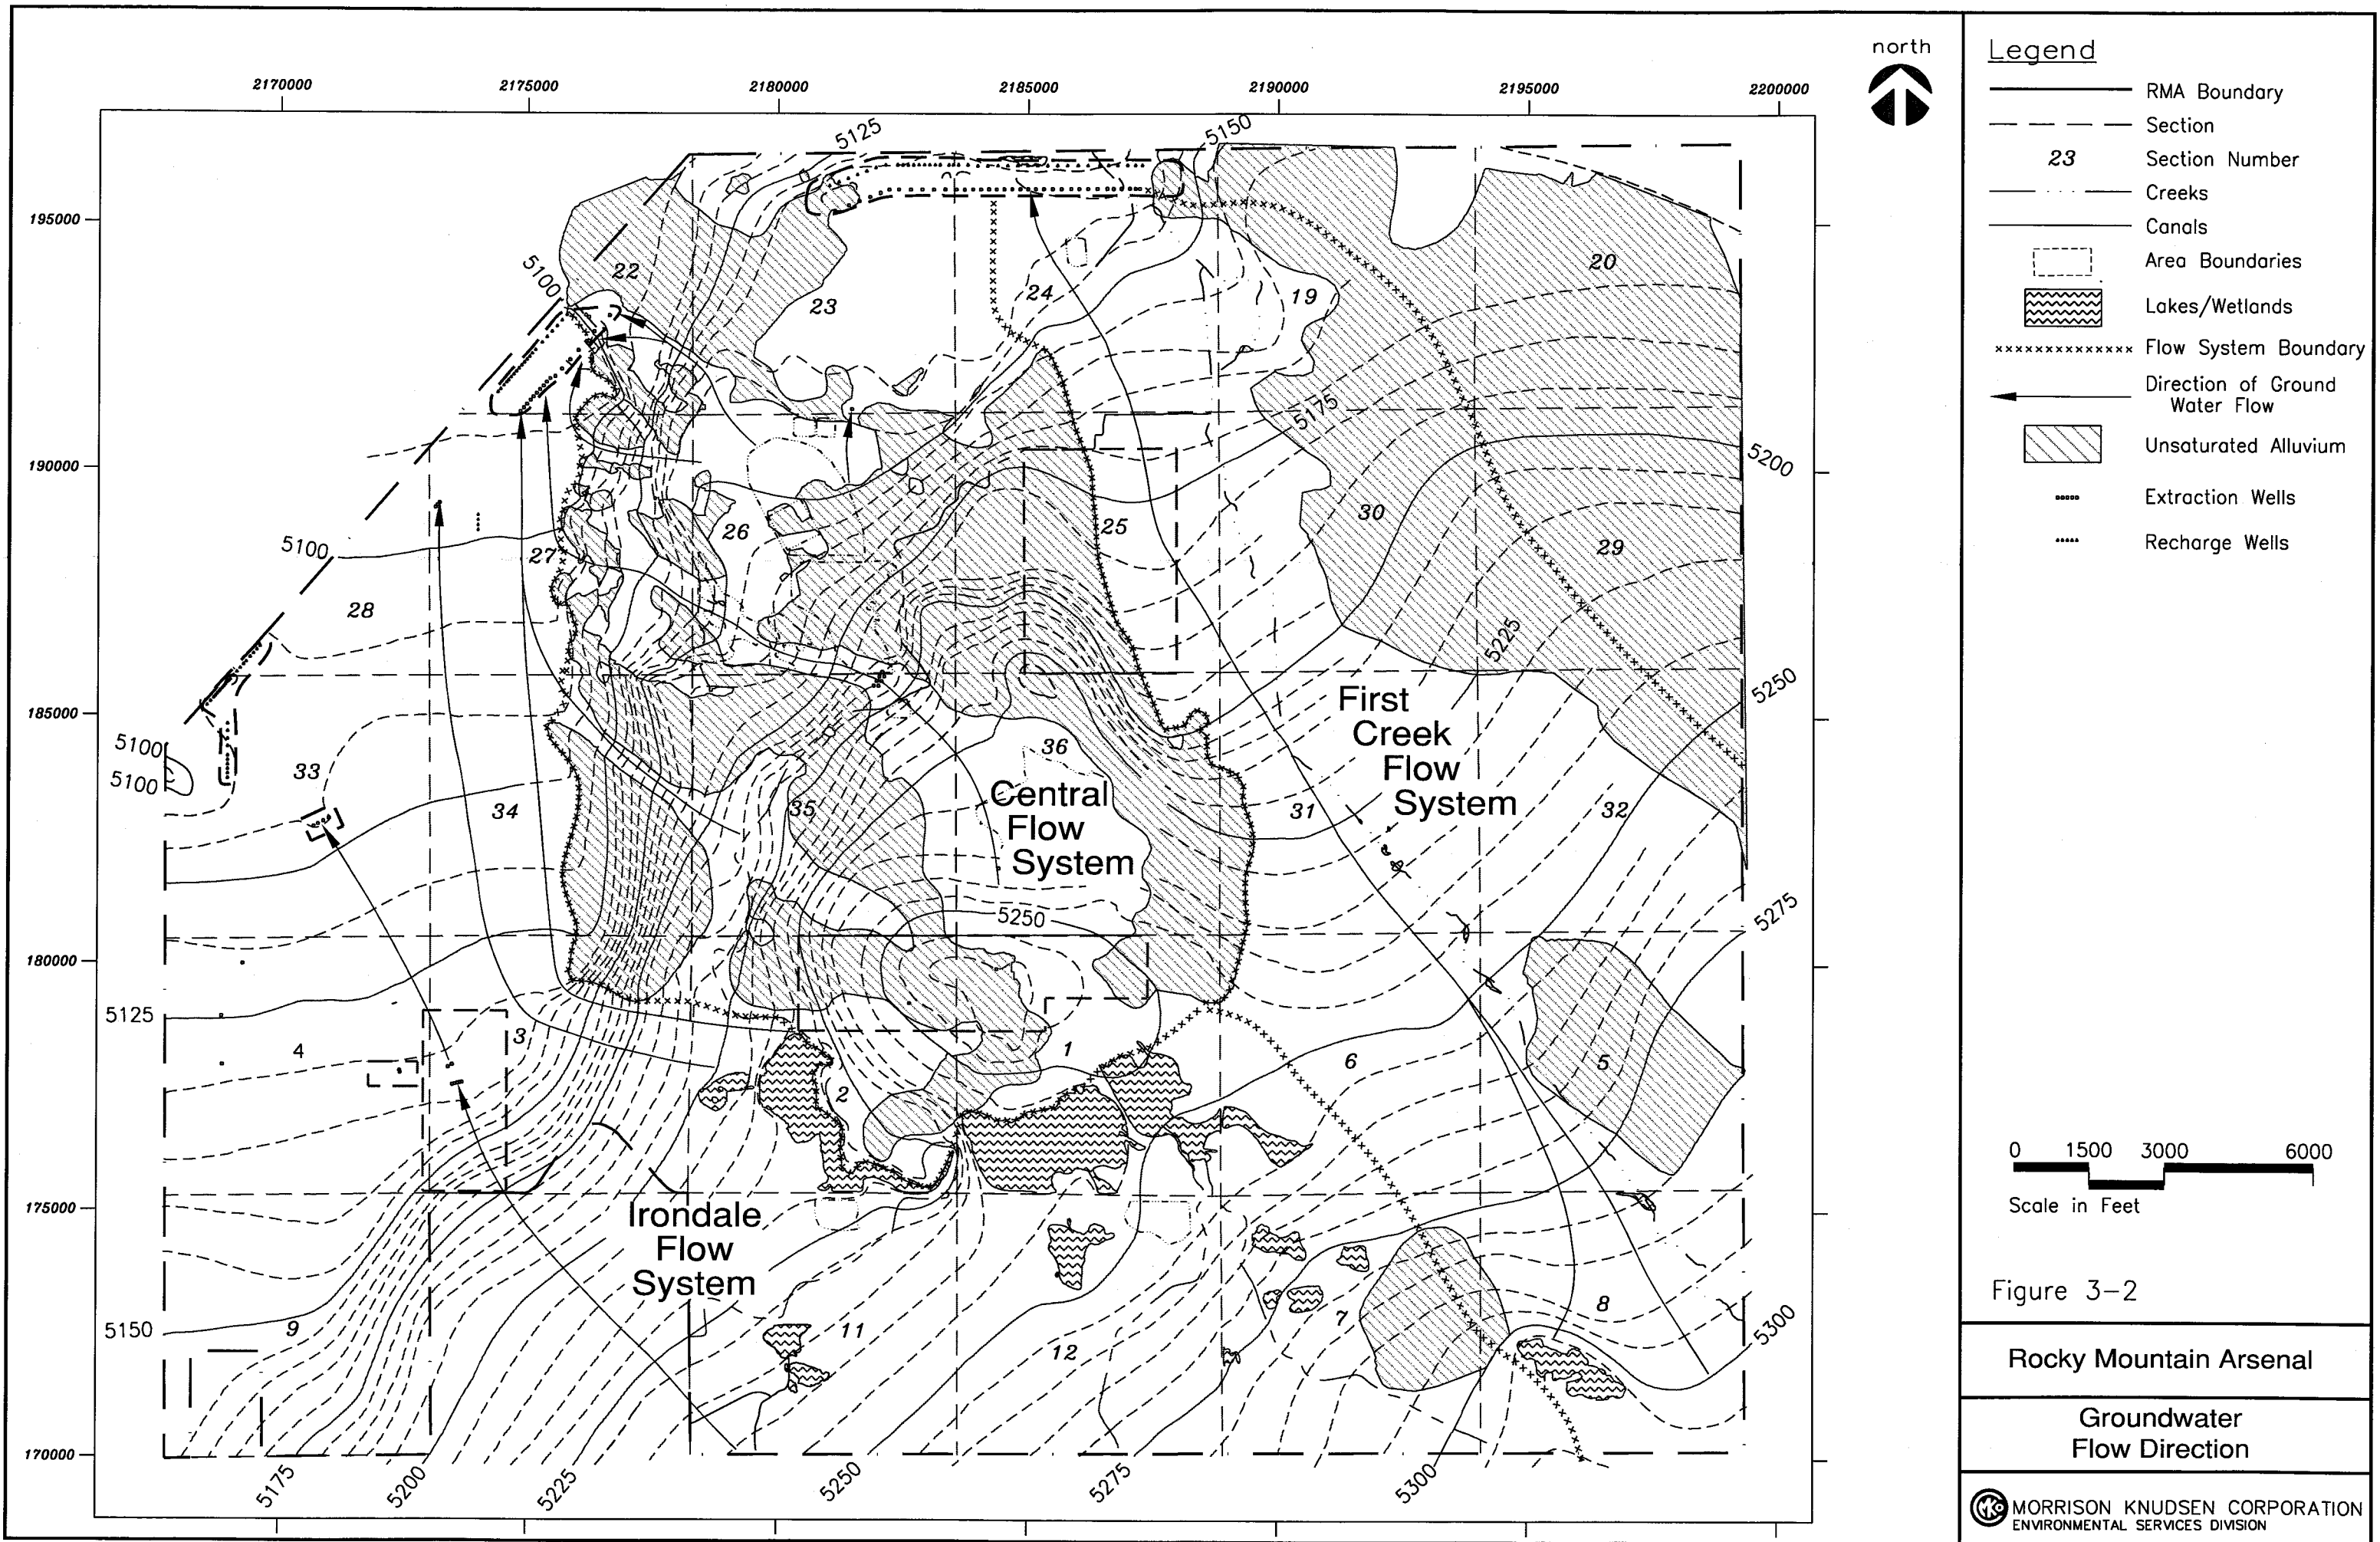 north
2170000
2175000
2180000
2185000
2190000
2195000
2200000
5125
5150
195000
5100
22
23
24
19
20
5175
190000
5200
5100
26
25
30
27
29
28
5225
5250
185000
5100
5100
33
36
First
Creek
Flow
System
34
35
Central
Flow
System
31
32
5250
5275
180000
5125
4
3
2
1
6
5
175000
Irondale
Flow
System
5150
9
11
12
7
8
5300
170000
5175
5200
5225
5250
5275
5300
Legend
RMA Boundary
Section
23 Section Number
Creeks
Canals
Area Boundaries
Lakes/Wetlands
Flow System Boundary
Direction of Ground
Water Flow
Unsaturated Alluvium
Extraction Wells
Recharge Wells
0 1500 3000 6000
Scale in Feet
Figure 3-2
Rocky Mountain Arsenal
Groundwater
Flow Direction
MK
MORRISON KNUDSEN CORPORATION
ENVIRONMENTAL SERVICES DIVISION